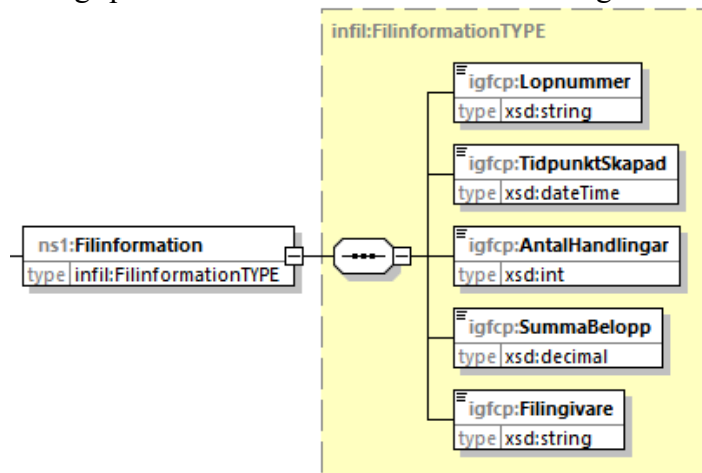 infil:FilinformationTYPE
igfcp:Lopnummer
type xsd:string
igfcp:TidpunktSkapad
type xsd:dateTime
ns1:Filinformation
type infil:FilinformationTYPE
igfcp:AntalHandlingar
type xsd:int
igfcp:SummaBelopp
type xsd:decimal
igfcp:Filingivare
type xsd:string